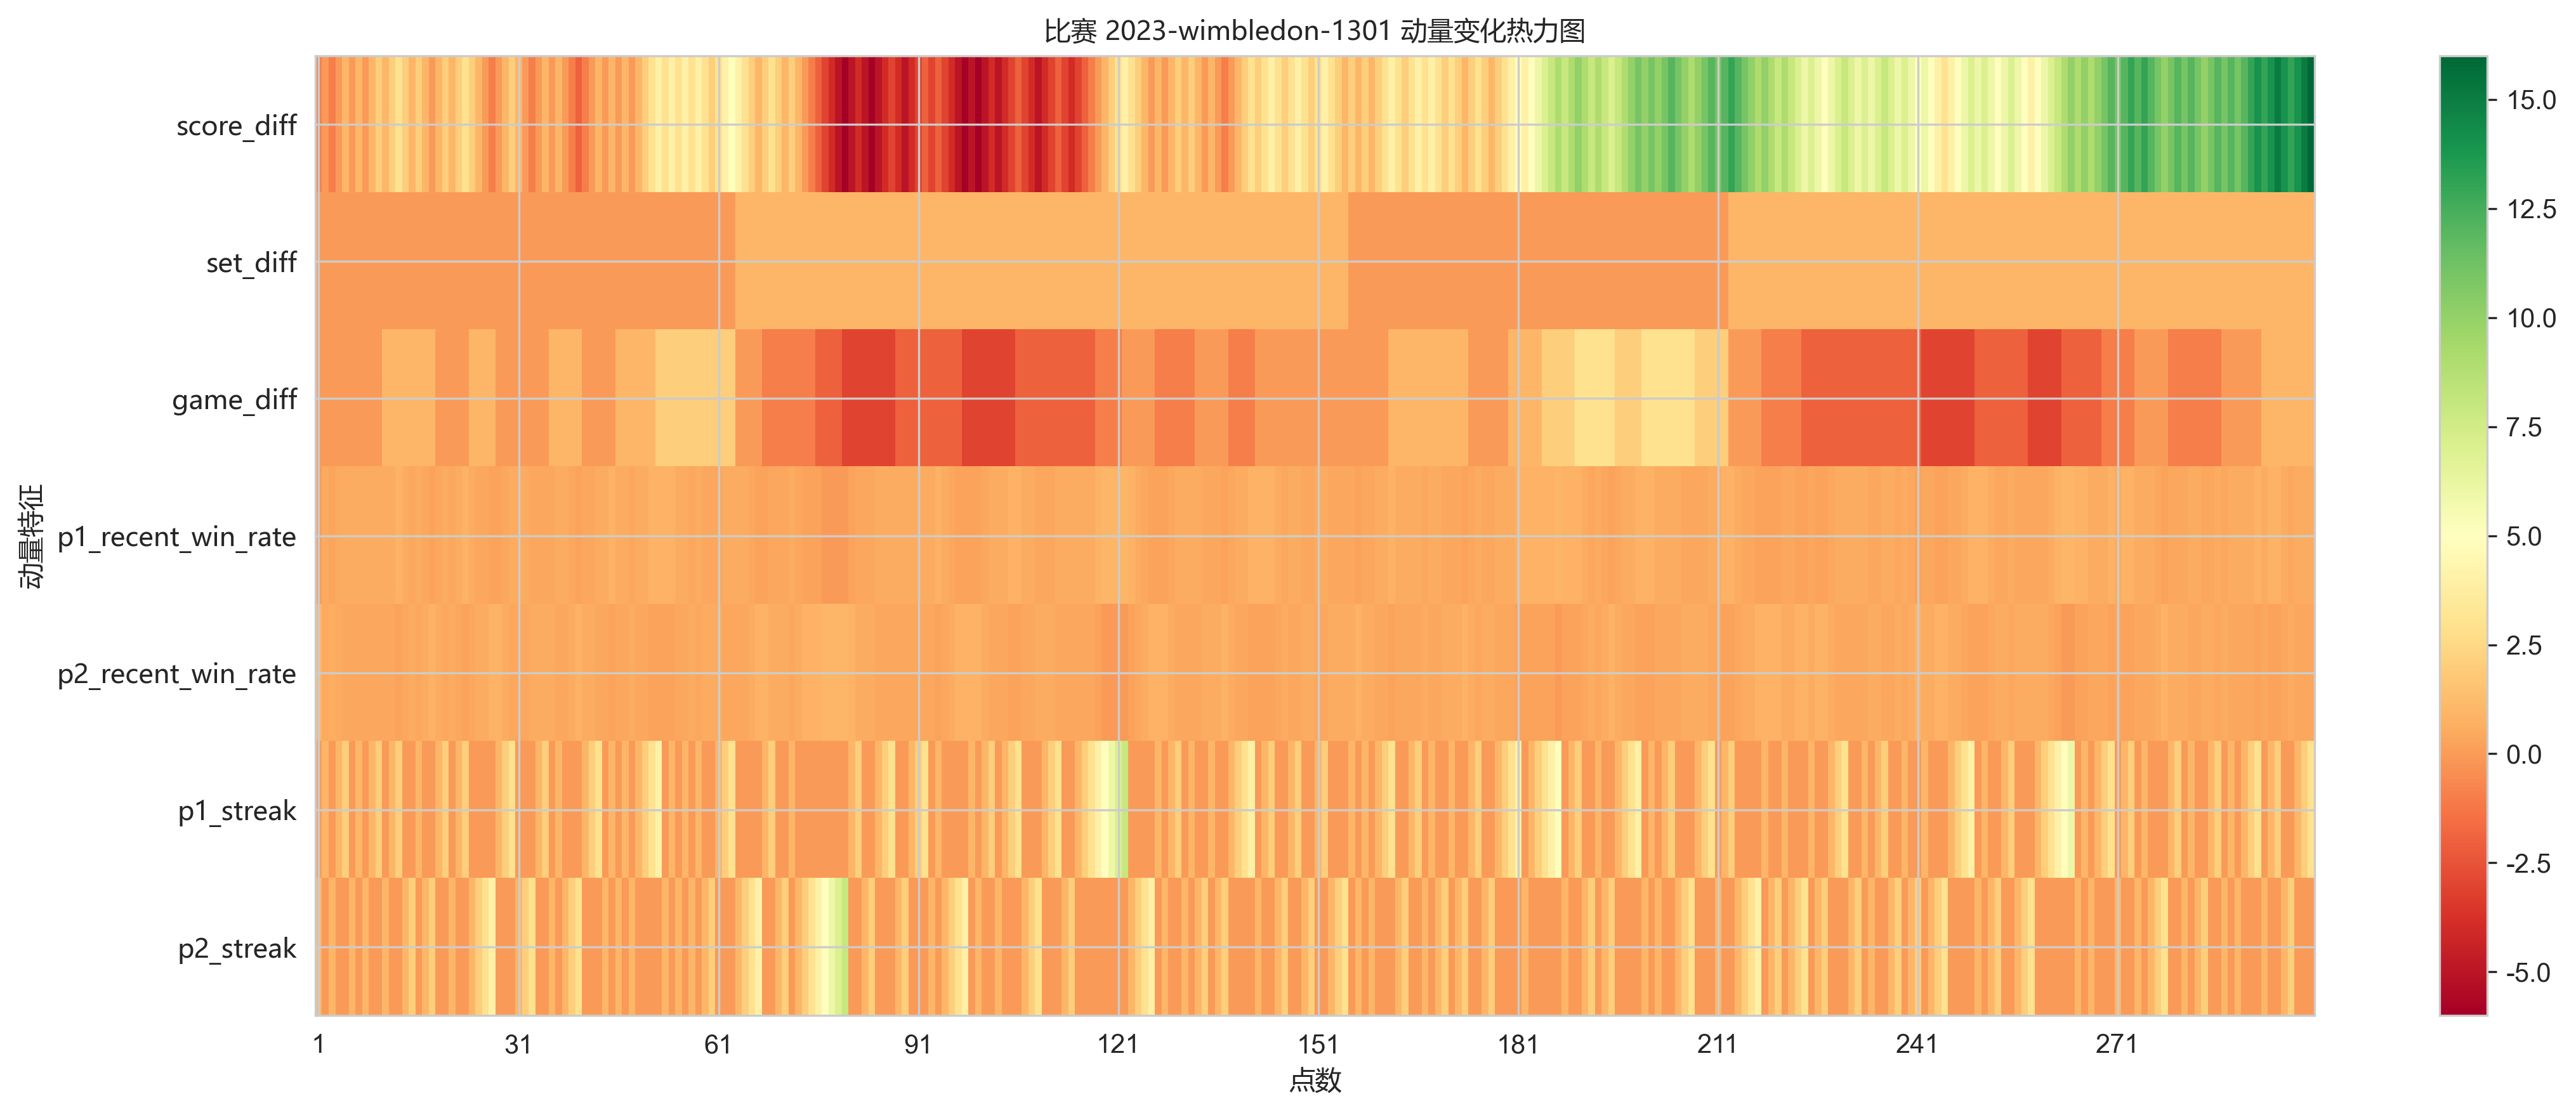 比赛 2023-wimbledon-1301 动量变化热力图
动量特征
score_diff
set_diff
game_diff
p1_recent_win_rate
p2_recent_win_rate
p1_streak
p2_streak
1 31 61 91 121 151 181 211 241 271
点数
15.0
12.5
10.0
7.5
5.0
2.5
0.0
-2.5
-5.0